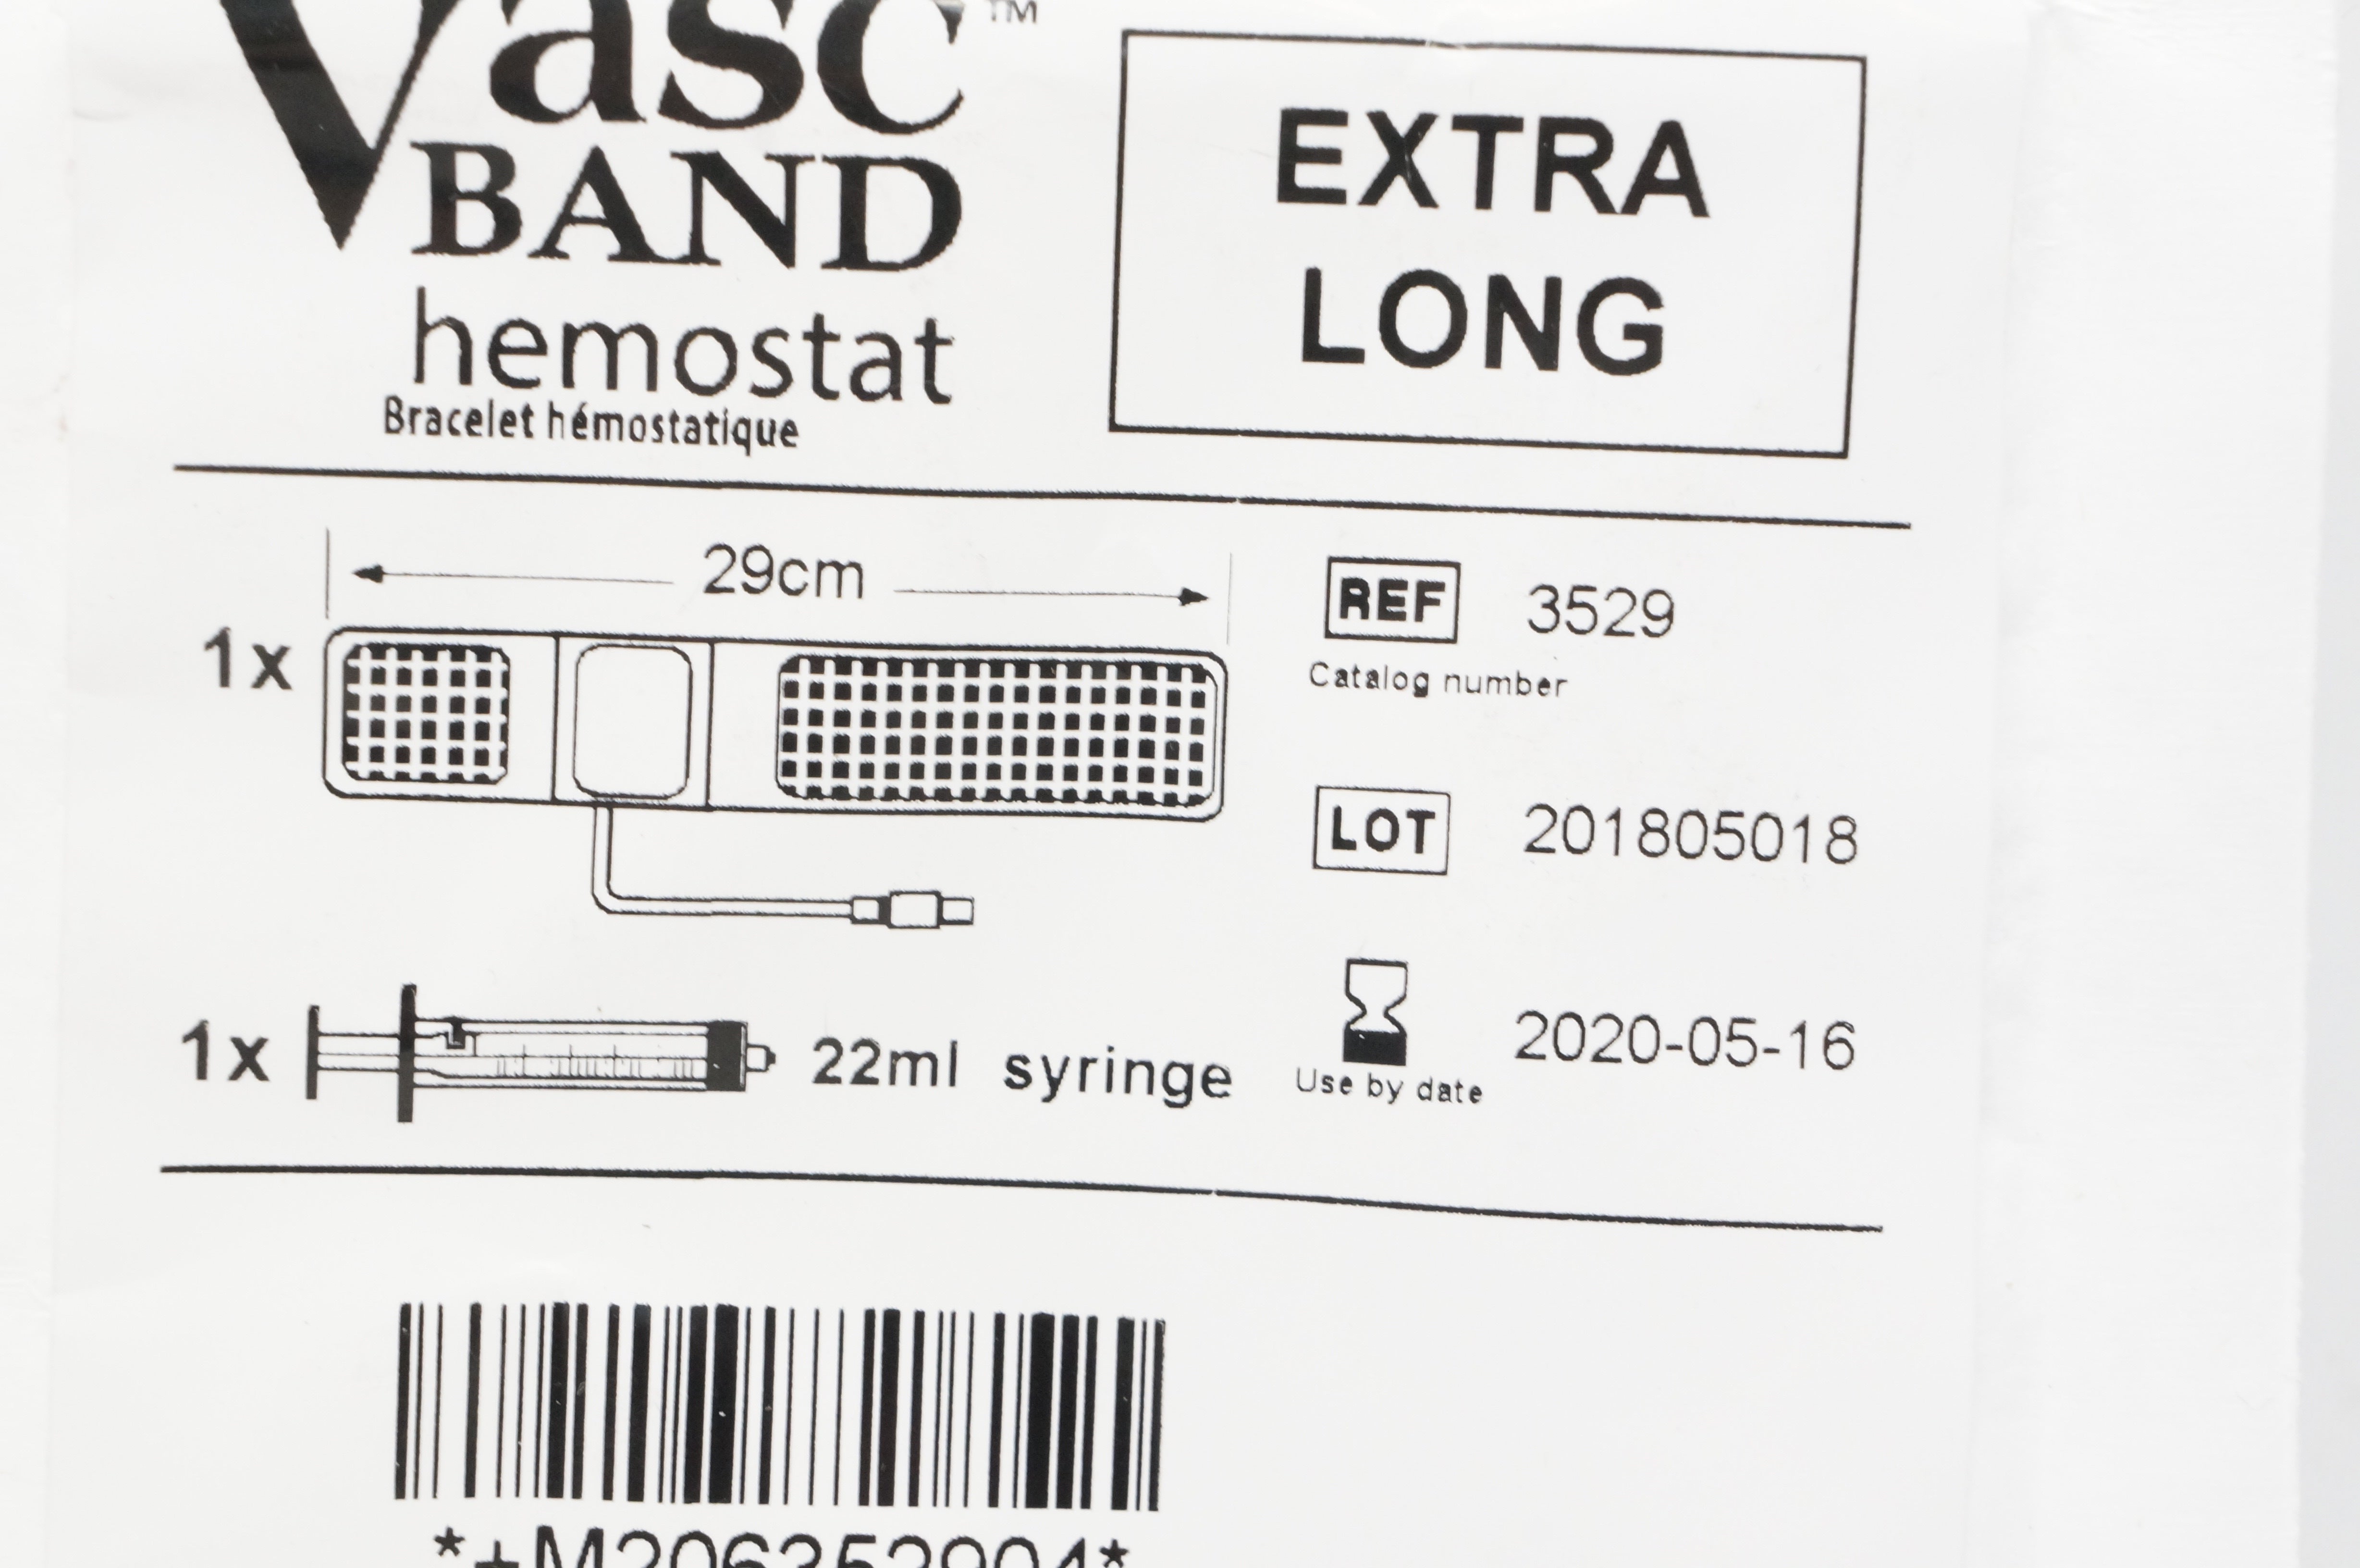 Vasc™
BAND
hemostat
Bracelet hémostatique
EXTRA
LONG
29cm
1x
REF 3529
Catalog number
LOT 201805018
1x 22ml syringe
2020-05-16
Use by date
*+M206352904*